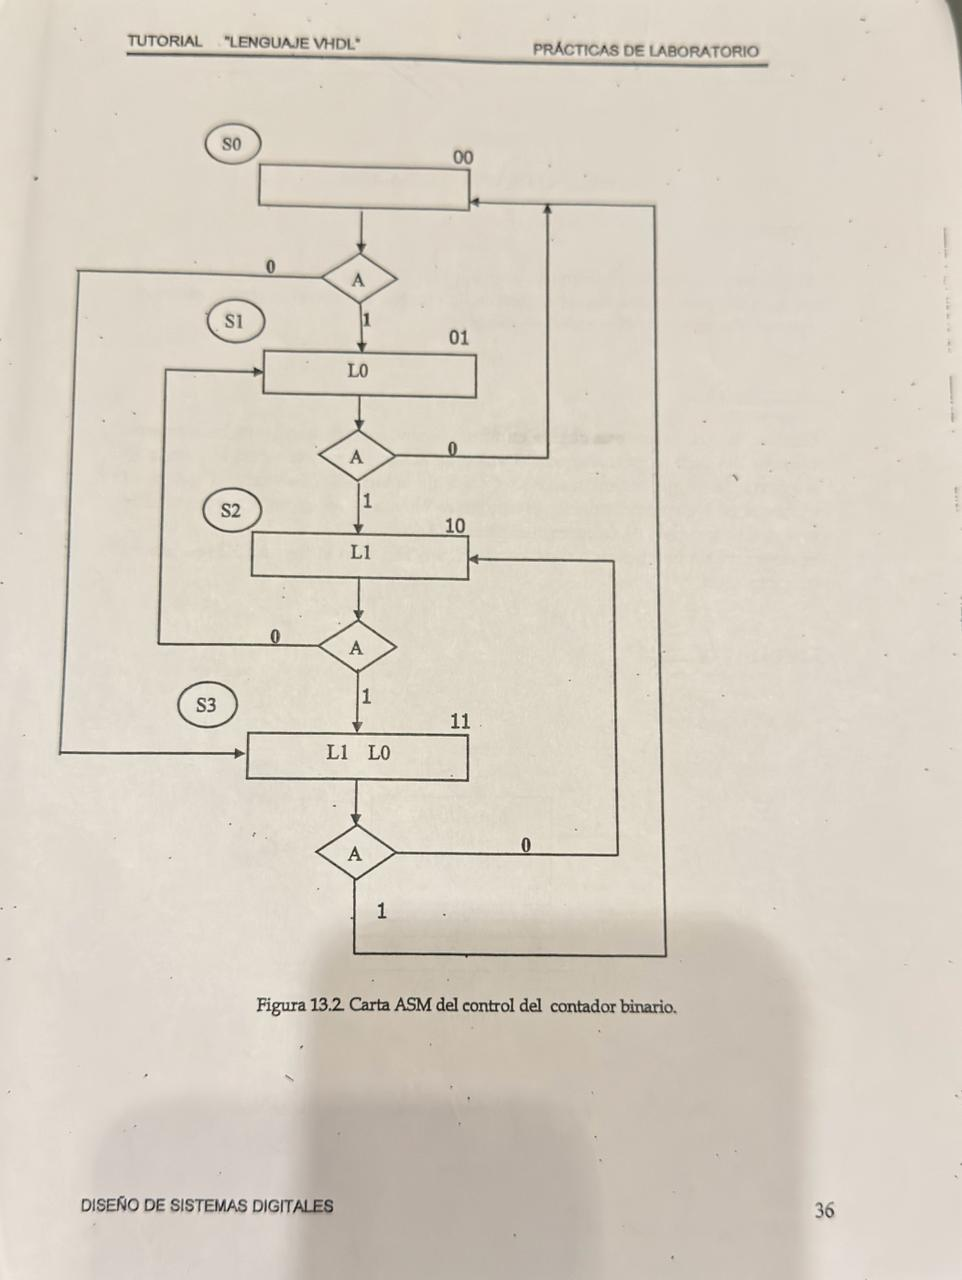 TUTORIAL "LENGUAJE VHDL" PRÁCTICAS DE LABORATORIO
S0
00
0
A
1
S1
01
L0
A
0
1
S2
10
L1
0
A
1
S3
11
L1 L0
A
0
1
Figura 13.2. Carta ASM del control del contador binario.
DISEÑO DE SISTEMAS DIGITALES
36